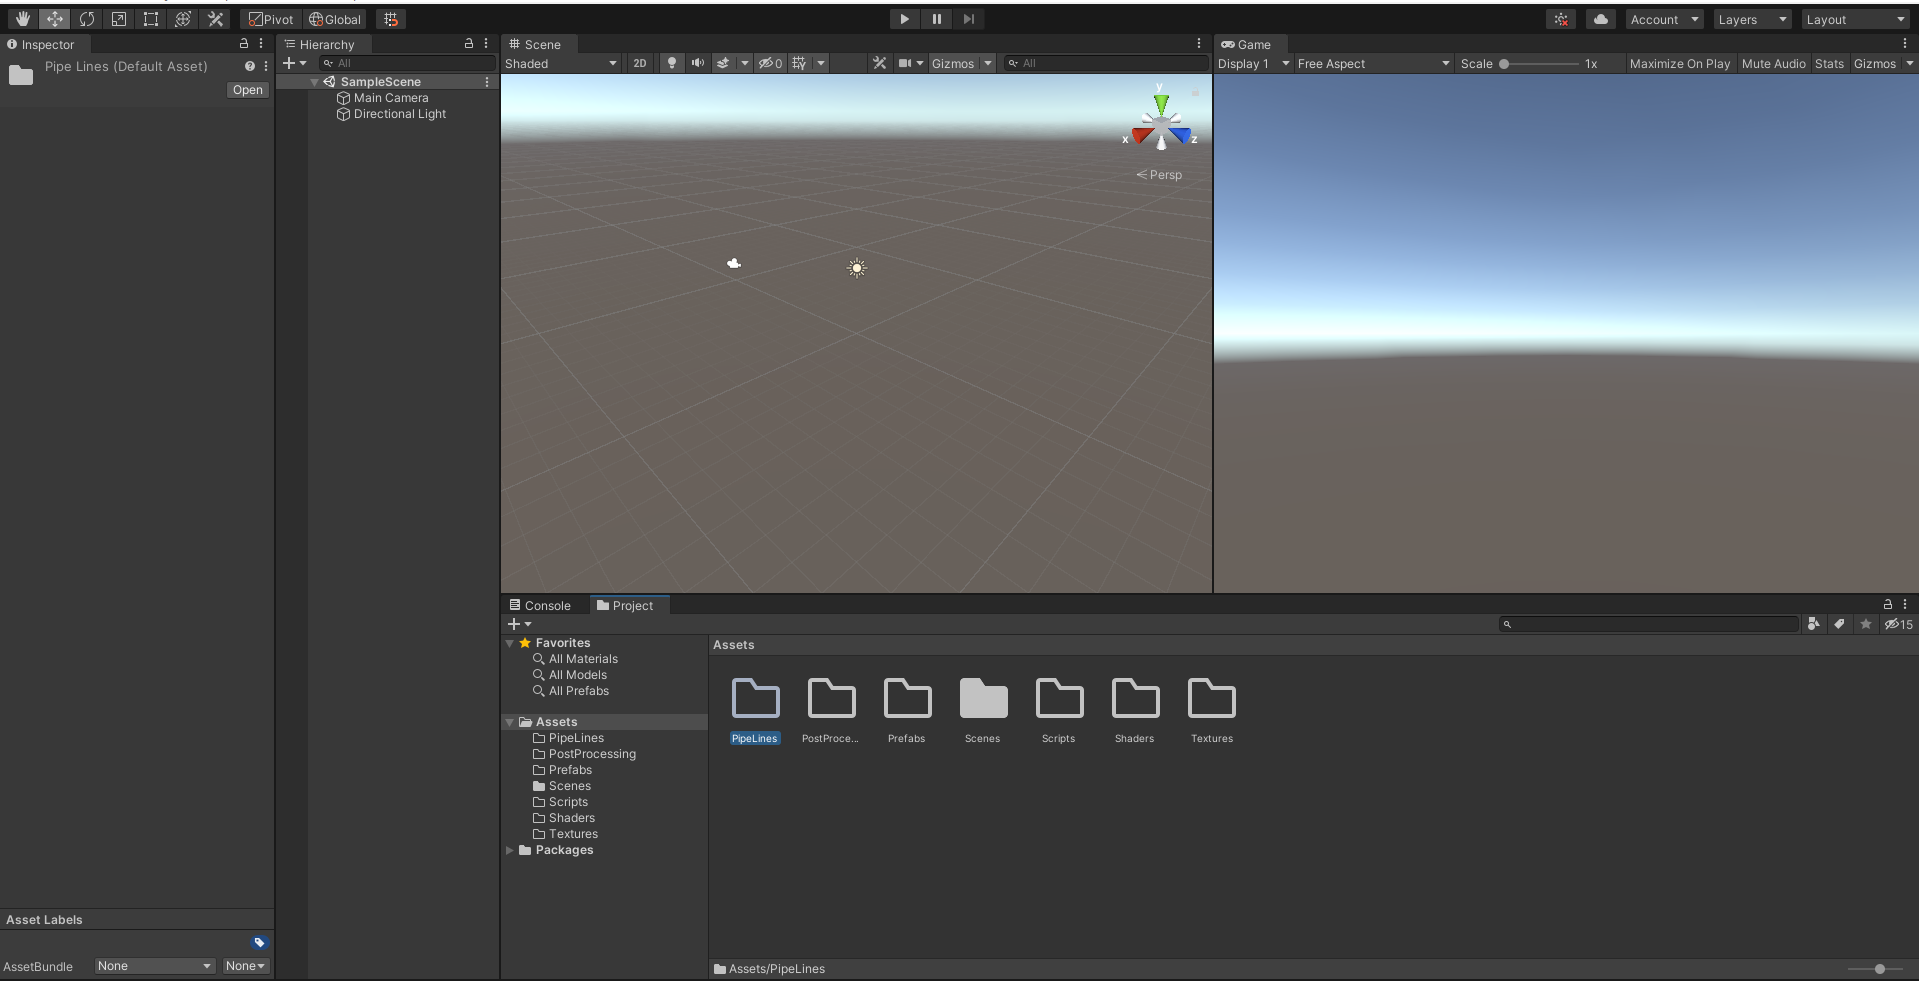 Pivot
Global
Account
Layers
Layout
Inspector
Pipe Lines (Default Asset)
Open
Asset Labels
AssetBundle
None
None
Hierarchy
All
SampleScene
Main Camera
Directional Light
Scene
Shaded
2D
0
Gizmos
All
y
x
z
Persp
Game
Display 1
Free Aspect
Scale
1x
Maximize On Play
Mute Audio
Stats
Gizmos
Console
Project
15
Favorites
All Materials
All Models
All Prefabs
Assets
PipeLines
PostProcessing
Prefabs
Scenes
Scripts
Shaders
Textures
Packages
Assets
PipeLines
PostProce...
Prefabs
Scenes
Scripts
Shaders
Textures
Assets/PipeLines